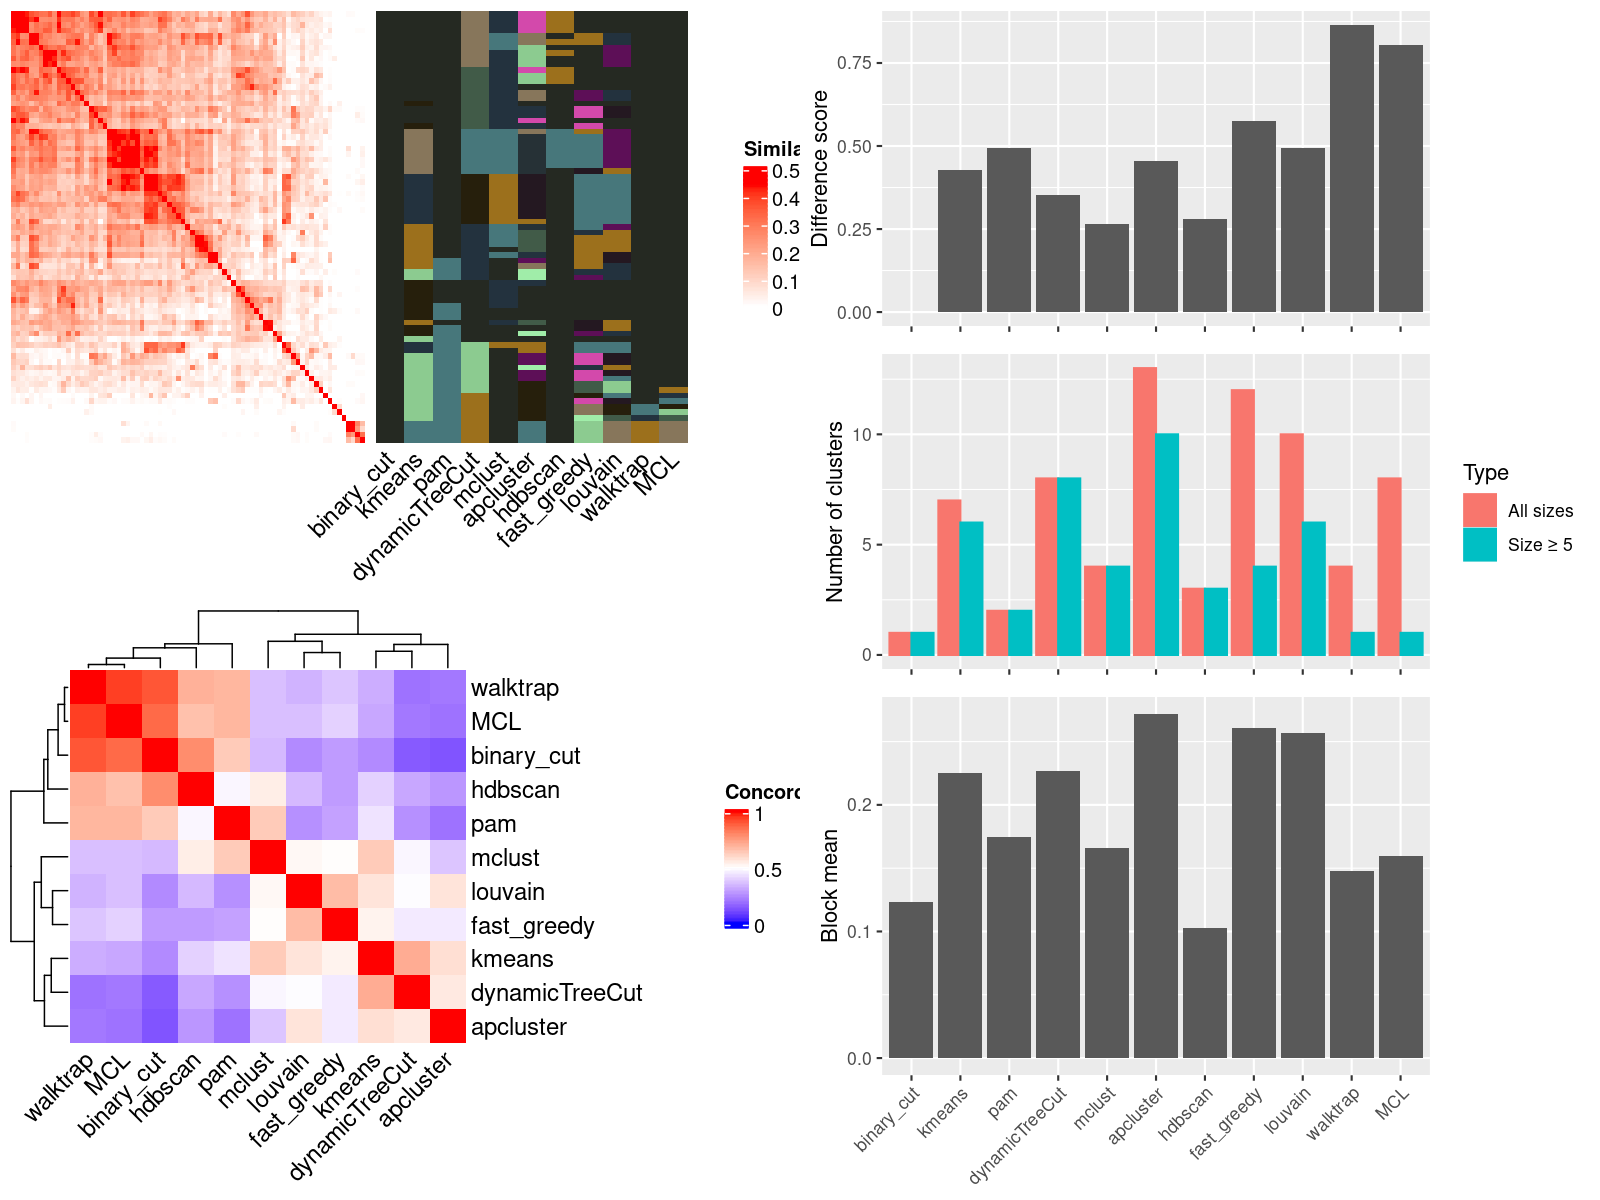 Simila
0.5
0.4
0.3
0.2
0.1
0
binary_cut
kmeans
pam
dynamicTreeCut
mclust
apcluster
hdbscan
fast_greedy
louvain
walktrap
MCL
Difference score
0.75
0.50
0.25
0.00
Number of clusters
10
5
0
Type
All sizes
Size ≥ 5
walktrap
MCL
binary_cut
hdbscan
pam
mclust
louvain
fast_greedy
kmeans
dynamicTreeCut
apcluster
walktrap
MCL
binary_cut
hdbscan
pam
mclust
louvain
fast_greedy
kmeans
dynamicTreeCut
apcluster
Concord
1
0.5
0
Block mean
0.2
0.1
0.0
binary_cut
kmeans
pam
dynamicTreeCut
mclust
apcluster
hdbscan
fast_greedy
louvain
walktrap
MCL